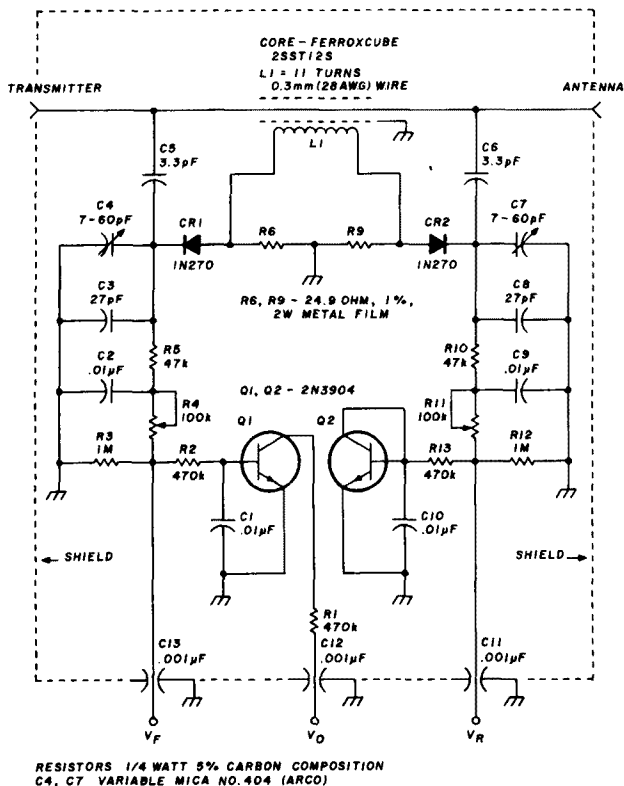 CORE-FERROXCUBE
2SST12S
L1 = 11 TURNS
0.3mm (28AWG) WIRE
TRANSMITTER
ANTENNA
C5
3.3pF
L1
C6
3.3pF
C4
7-60pF
CR1
1N270
R6
R9
CR2
1N270
C7
7-60pF
R6, R9 - 24.9 OHM, 1%,
2W METAL FILM
C3
27pF
C8
27pF
R5
47k
R10
47k
C2
.01µF
C9
.01µF
R4
100k
Q1, Q2 - 2N3904
R11
100k
Q1
Q2
R3
1M
R2
470k
R13
470k
R12
1M
C1
.01µF
C10
.01µF
SHIELD
SHIELD
R1
470k
C13
.001µF
C12
.001µF
C11
.001µF
VF
VO
VR
RESISTORS 1/4 WATT 5% CARBON COMPOSITION
C4, C7 VARIABLE MICA NO. 404 (ARCO)